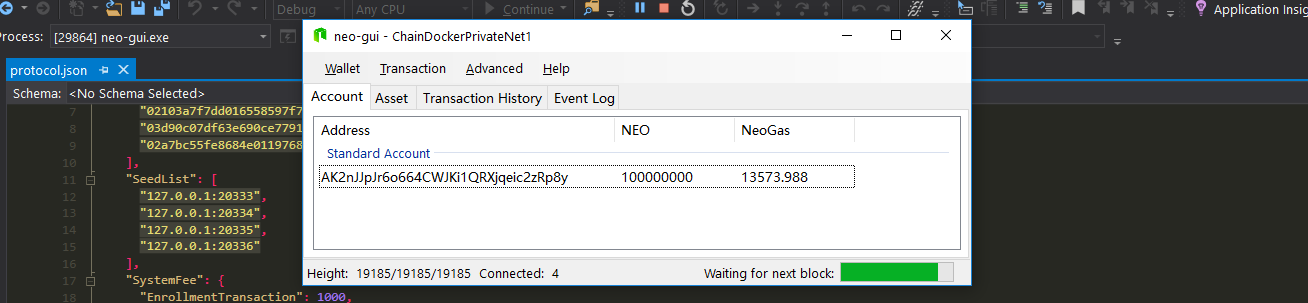 Debug
Any CPU
Continue
Application Insig
Process: [29864] neo-gui.exe
protocol.json
Schema: <No Schema Selected>
7 "02103a7f7dd016558597f7
8 "03d90c07df63e690ce7791
9 "02a7bc55fe8684e0119768
10 ],
11 "SeedList": [
12 "127.0.0.1:20333",
13 "127.0.0.1:20334",
14 "127.0.0.1:20335",
15 "127.0.0.1:20336"
16 ],
17 "SystemFee": {
18 "EnrollmentTransaction": 1000,
neo-gui - ChainDockerPrivateNet1
Wallet Transaction Advanced Help
Account Asset Transaction History Event Log
Address NEO NeoGas
Standard Account
AK2nJJpJr6o664CWJKi1QRXjqeic2zRp8y 100000000 13573.988
Height: 19185/19185/19185 Connected: 4 Waiting for next block: